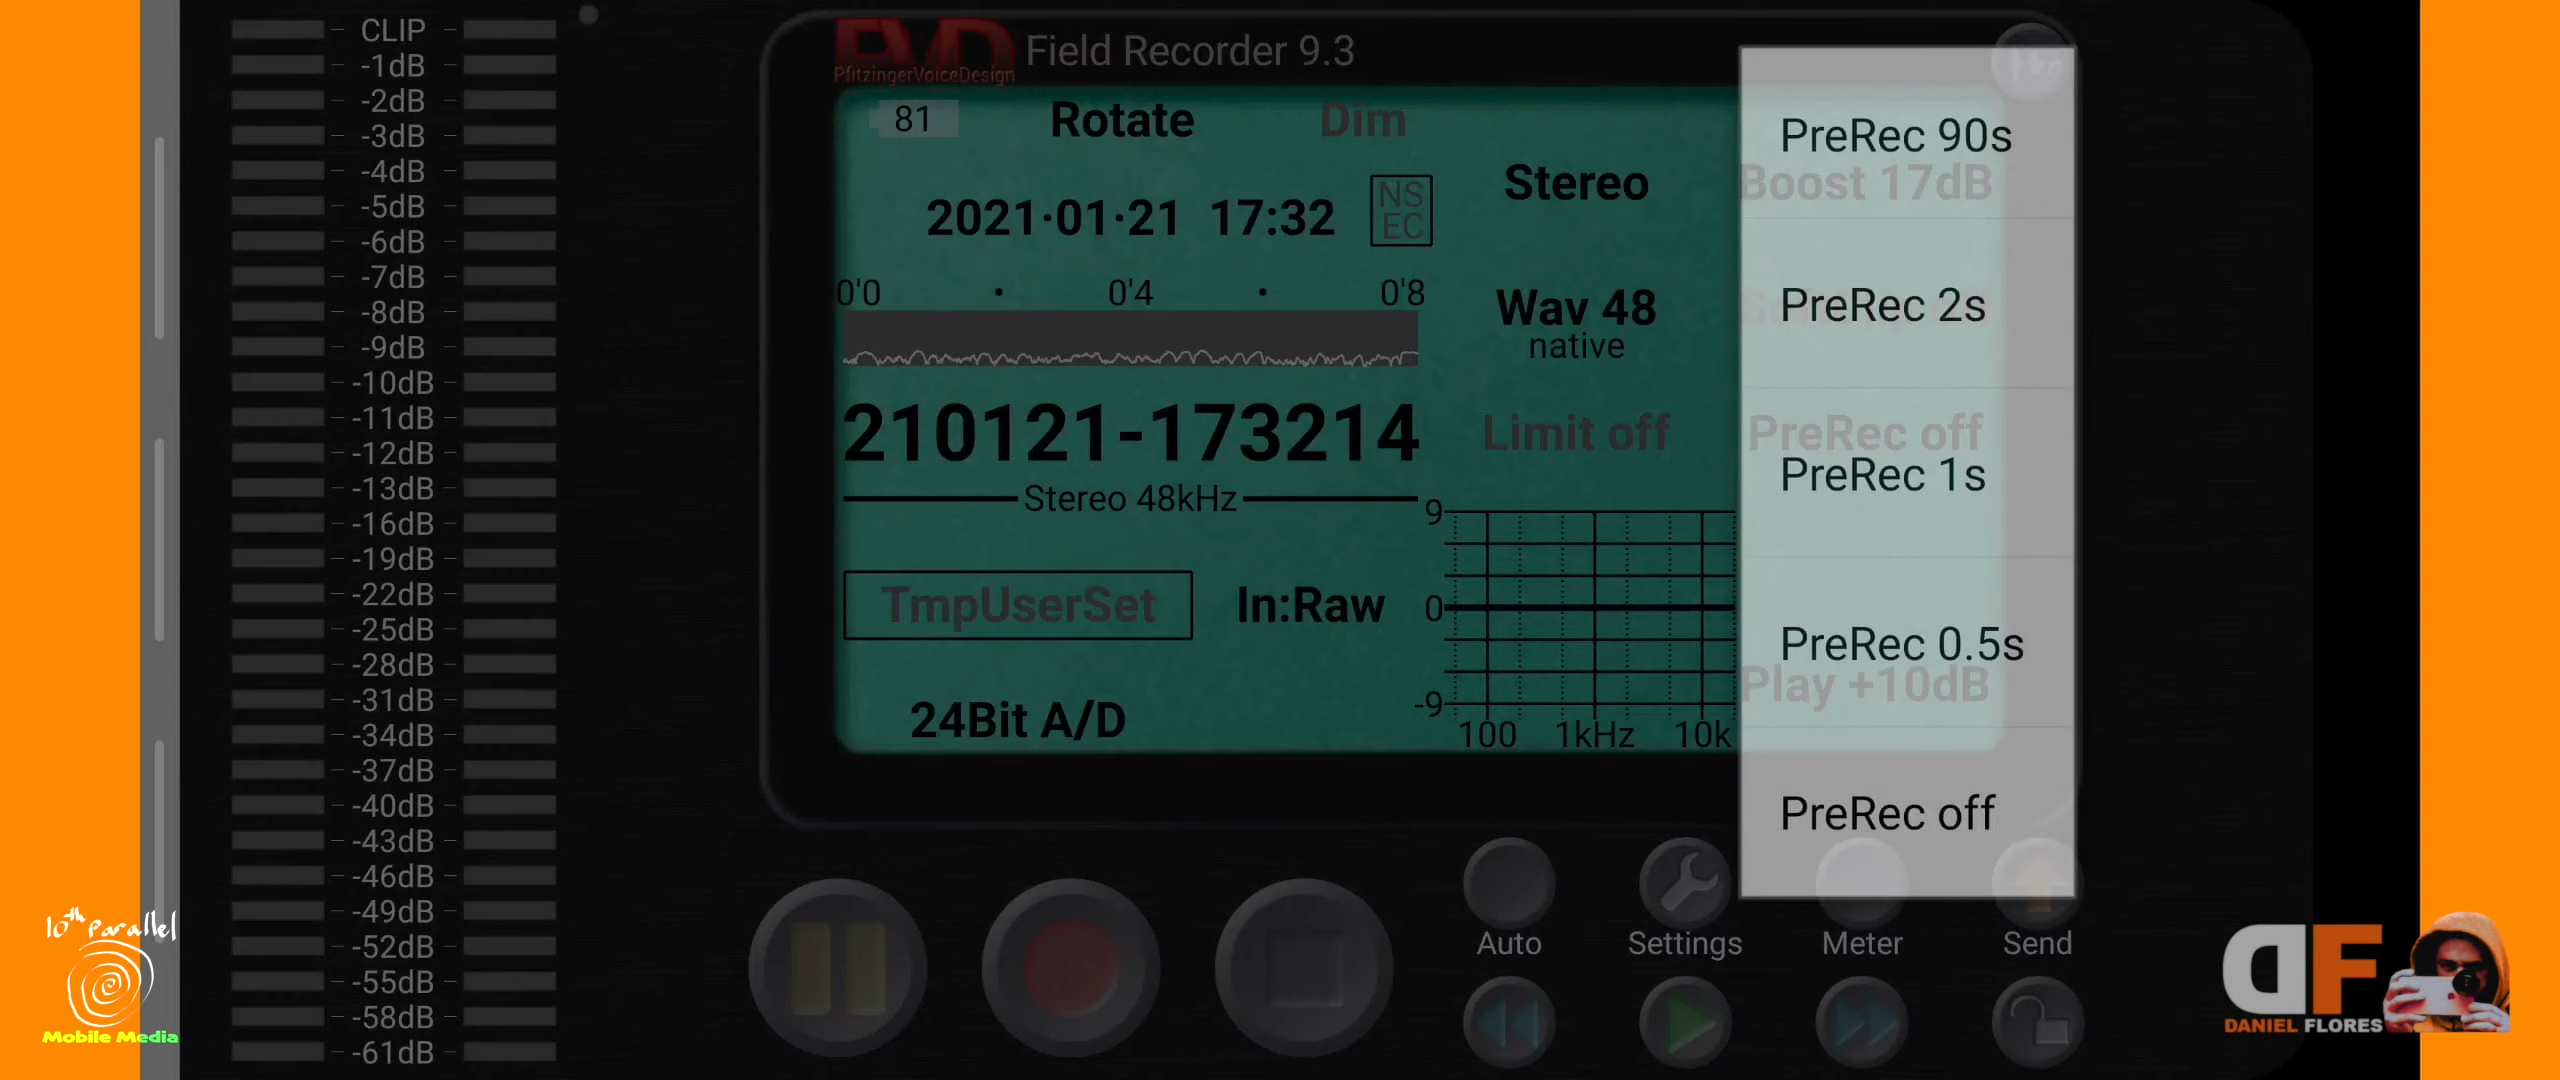 CLIP
-1dB
-2dB
-3dB
-4dB
-5dB
-6dB
-7dB
-8dB
-9dB
-10dB
-11dB
-12dB
-13dB
-16dB
-19dB
-22dB
-25dB
-28dB
-31dB
-34dB
-37dB
-40dB
-43dB
-46dB
-49dB
-52dB
-55dB
-58dB
-61dB
PVD
PfitzingerVoiceDesign
Field Recorder 9.3
81
Rotate
Dim
2021·01·21 17:32
NS
EC
0'0 · 0'4 · 0'8
210121-173214
Stereo 48kHz
TmpUserSet
In:Raw
24Bit A/D
Stereo
Wav 48
native
Limit off
9
0
-9
100 1kHz 10k
Boost 17dB
PreRec off
Play +10dB
PreRec 90s
PreRec 2s
PreRec 1s
PreRec 0.5s
PreRec off
Auto
Settings
Meter
Send
10th Parallel
Mobile Media
DF
DANIEL FLORES